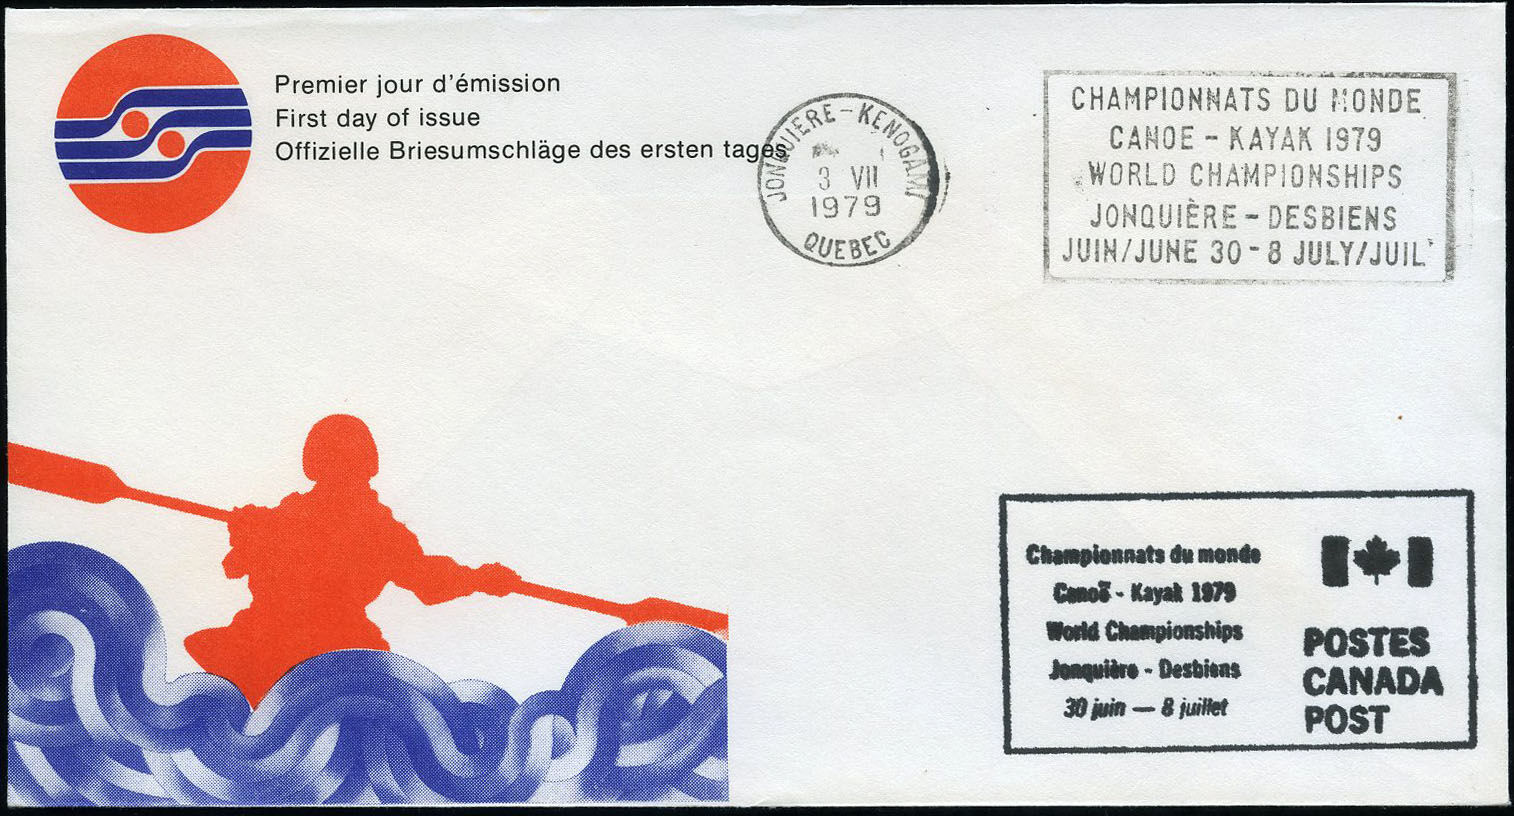 Premier jour d'émission
First day of issue
Offizielle Briesumschläge des ersten tages
JONQUIERE - KENOGAMI
3 VII
1979
QUEBEC
CHAMPIONNATS DU MONDE
CANOE - KAYAK 1979
WORLD CHAMPIONSHIPS
JONQUIÈRE - DESBIENS
JUIN/JUNE 30 - 8 JULY/JUIL'
Championnats du monde
Canoë - Kayak 1979
World Championships
Jonquière - Desbiens
30 juin — 8 juillet
POSTES
CANADA
POST